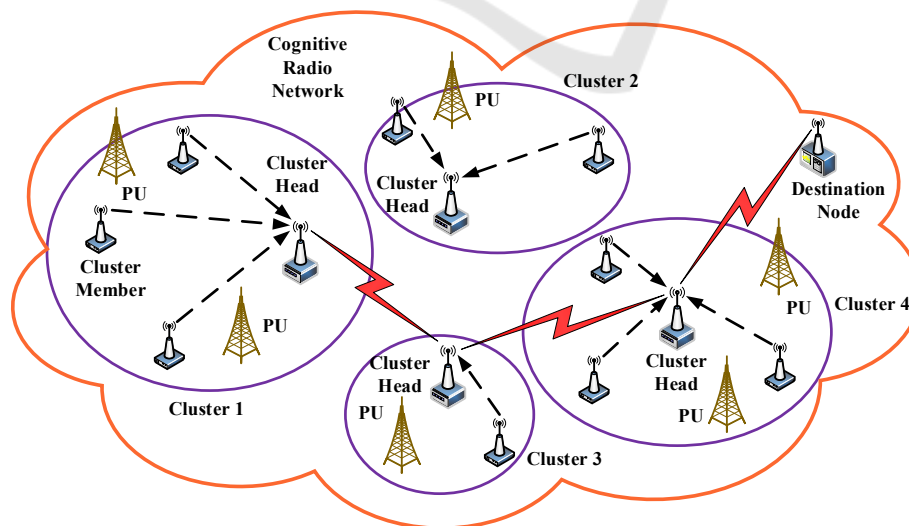 Cognitive
Radio
Network
PU
Cluster 2
PU
Cluster
Head
Cluster
Head
Destination
Node
Cluster
Member
PU
PU
Cluster 4
Cluster
Head
Cluster
Head
PU
PU
Cluster 1
Cluster 3